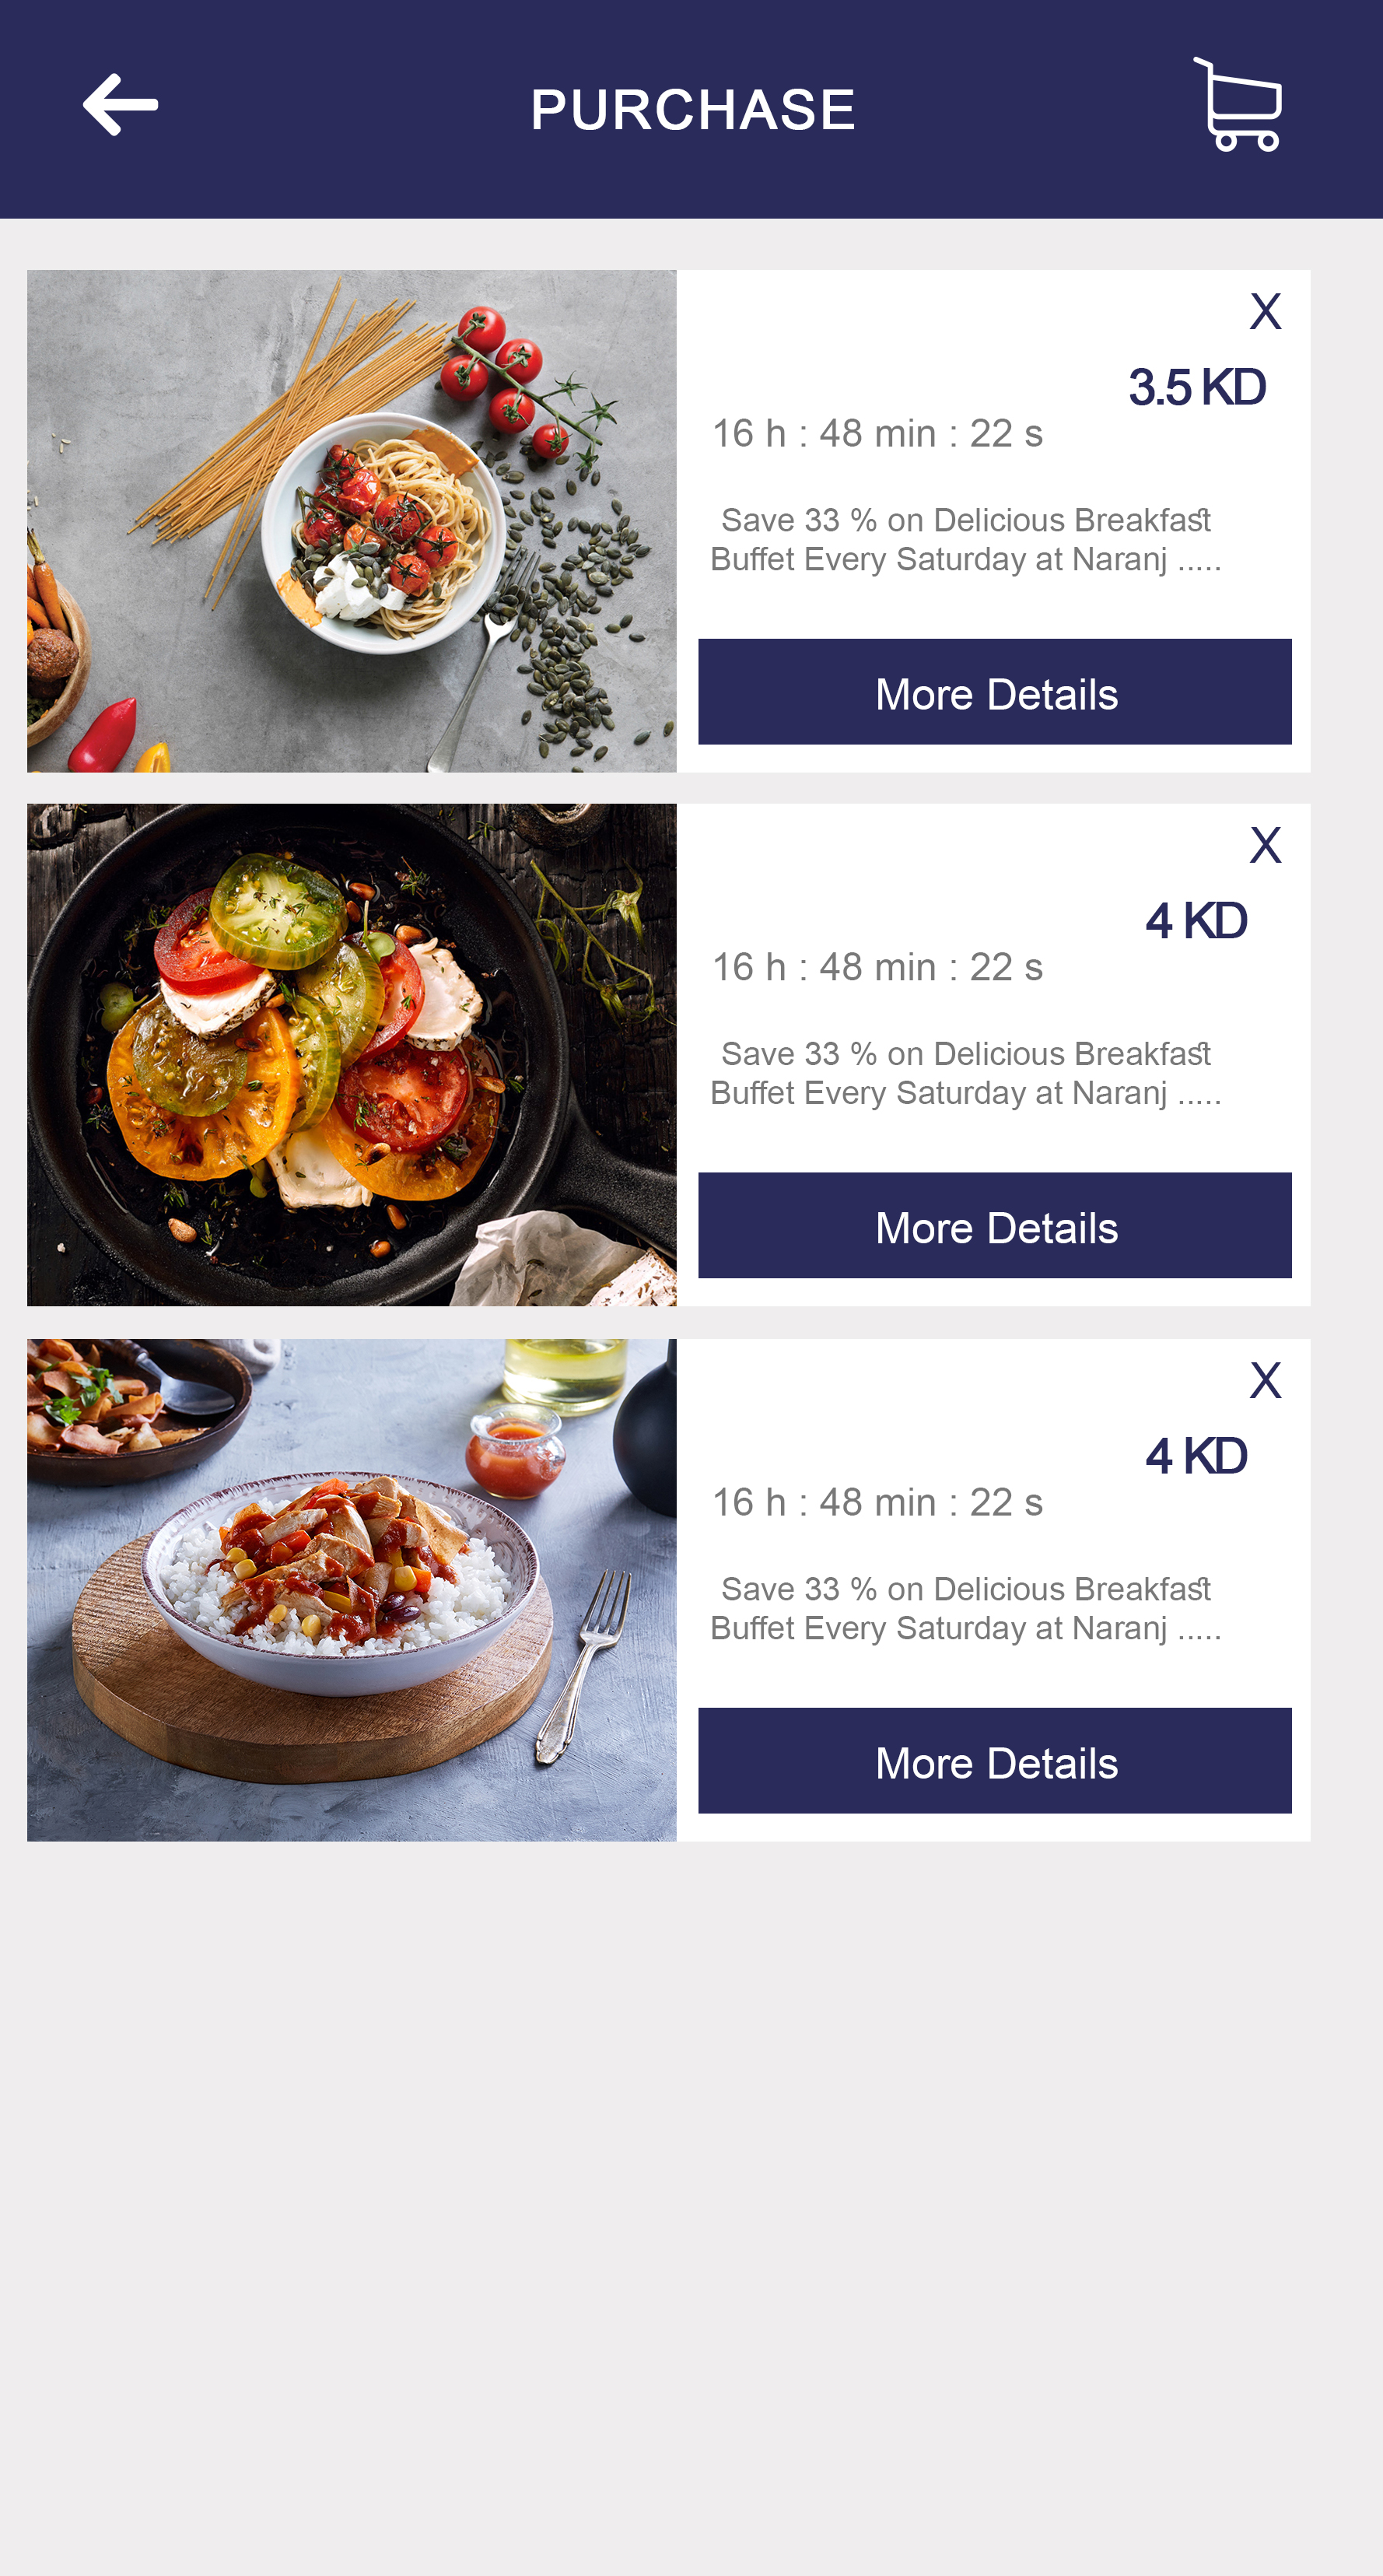 PURCHASE
X
3.5 KD
16 h : 48 min : 22 s
Save 33 % on Delicious Breakfast
Buffet Every Saturday at Naranj .....
More Details
X
4 KD
16 h : 48 min : 22 s
Save 33 % on Delicious Breakfast
Buffet Every Saturday at Naranj .....
More Details
X
4 KD
16 h : 48 min : 22 s
Save 33 % on Delicious Breakfast
Buffet Every Saturday at Naranj .....
More Details